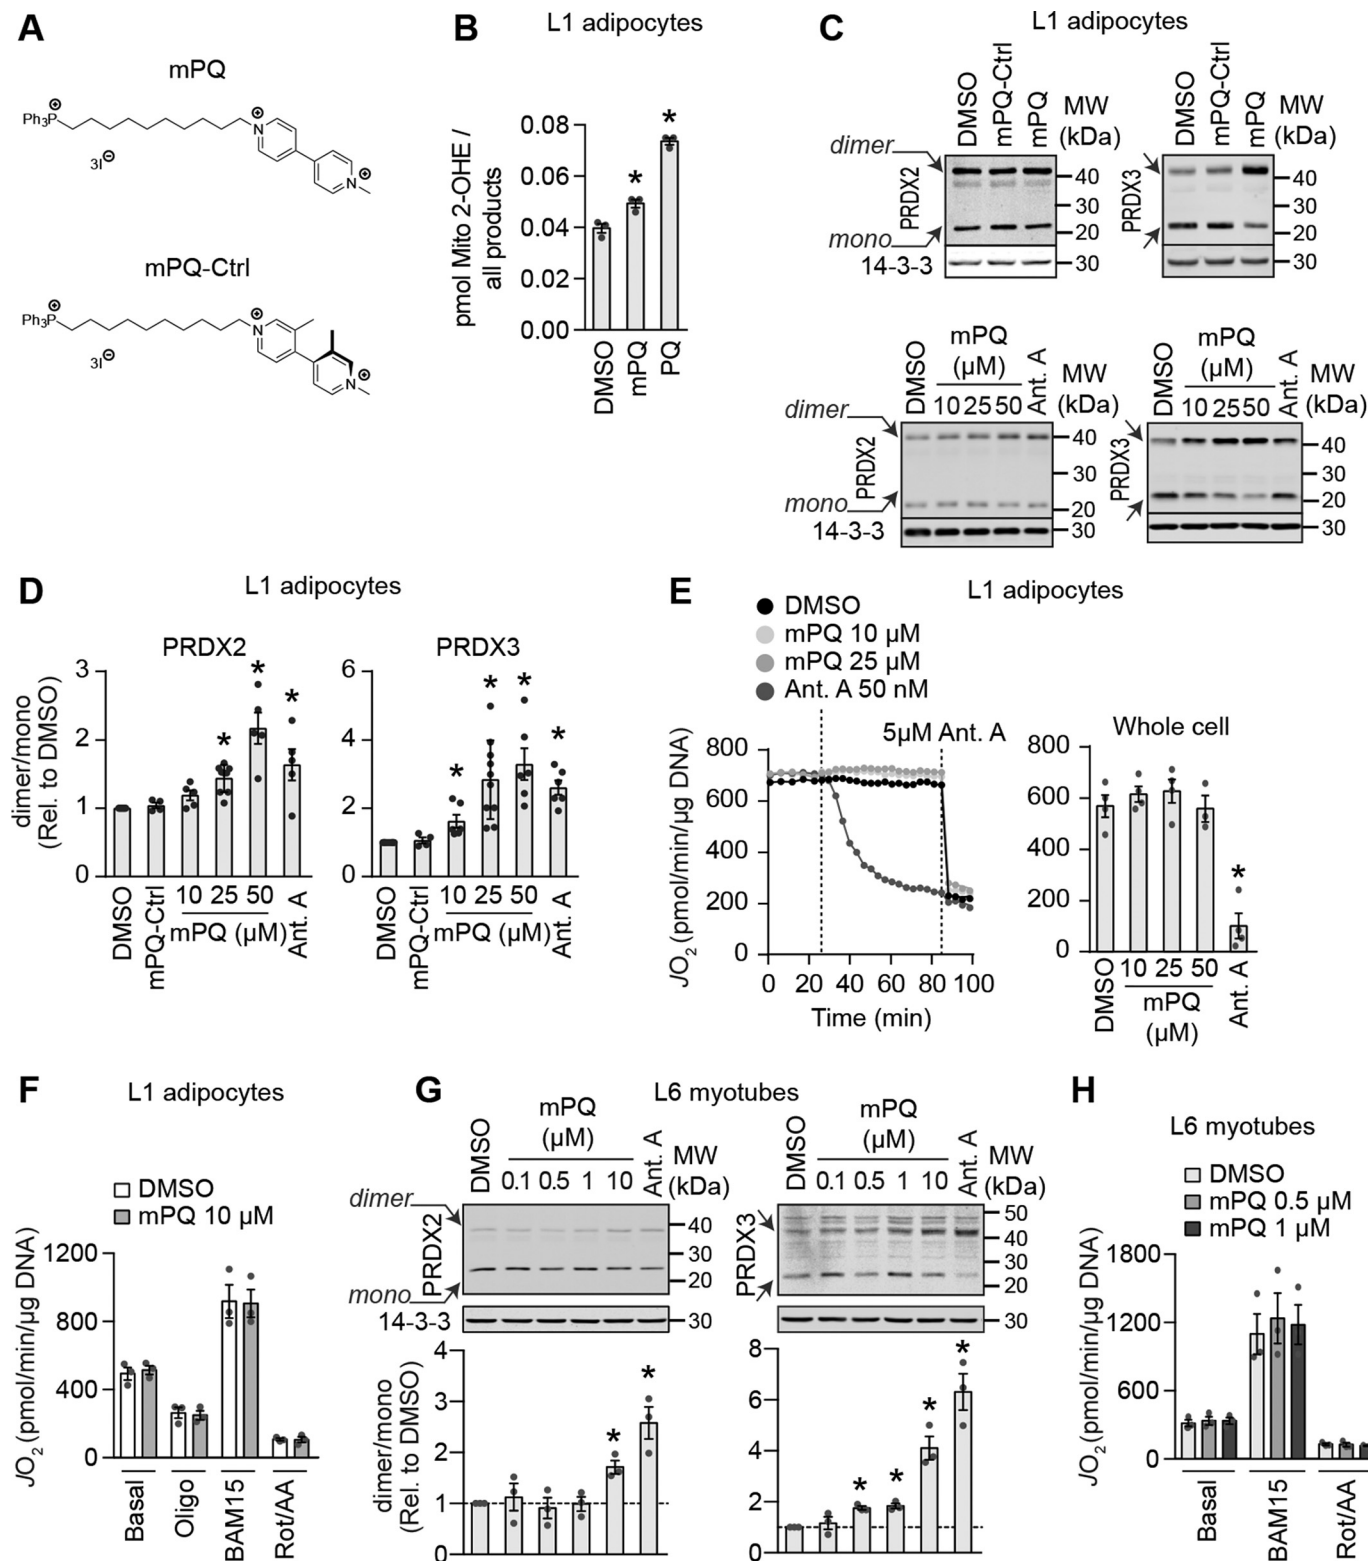 A
mPQ
Ph₃P⊕
3I⊖
N⊕
N⊕
mPQ-Ctrl
Ph₃P⊕
3I⊖
N⊕
N⊕
B
L1 adipocytes
pmol Mito 2-OHE /
all products
0.08
0.06
0.04
0.02
0.00
*
*
DMSO
mPQ
PQ
C
L1 adipocytes
DMSO
mPQ-Ctrl
mPQ
MW
(kDa)
dimer
PRDX2
mono
14-3-3
40
30
20
30
DMSO
mPQ-Ctrl
mPQ
MW
(kDa)
PRDX3
40
30
20
30
DMSO
mPQ
(µM)
10 25 50
Ant. A
MW
(kDa)
dimer
PRDX2
mono
14-3-3
40
30
20
30
DMSO
mPQ
(µM)
10 25 50
Ant. A
MW
(kDa)
PRDX3
40
30
20
30
D
L1 adipocytes
PRDX2
dimer/mono
(Rel. to DMSO)
3
2
1
0
* * *
DMSO
mPQ-Ctrl
10 25 50
mPQ (µM)
Ant. A
PRDX3
6
4
2
0
* * * *
DMSO
mPQ-Ctrl
10 25 50
mPQ (µM)
Ant. A
E
L1 adipocytes
DMSO
mPQ 10 µM
mPQ 25 µM
Ant. A 50 nM
5µM Ant. A
JO₂ (pmol/min/µg DNA)
800
600
400
200
0
0 20 40 60 80 100
Time (min)
Whole cell
800
600
400
200
0
*
DMSO
10 25 50
mPQ
(µM)
Ant. A
F
L1 adipocytes
DMSO
mPQ 10 µM
JO₂ (pmol/min/µg DNA)
1200
800
400
0
Basal
Oligo
BAM15
Rot/AA
G
L6 myotubes
DMSO
mPQ
(µM)
0.1 0.5 1 10
Ant. A
MW
(kDa)
dimer
PRDX2
mono
14-3-3
40
30
20
30
DMSO
mPQ
(µM)
0.1 0.5 1 10
Ant. A
MW
(kDa)
PRDX3
50
40
30
20
30
dimer/mono
(Rel. to DMSO)
4
3
2
1
0
* *
8
6
4
2
0
* * * *
H
L6 myotubes
DMSO
mPQ 0.5 µM
mPQ 1 µM
JO₂ (pmol/min/µg DNA)
1800
1200
600
0
Basal
BAM15
Rot/AA